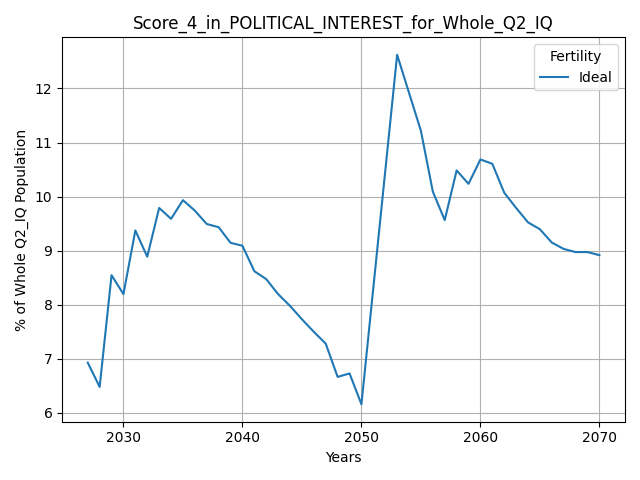 Score_4_in_POLITICAL_INTEREST_for_Whole_Q2_IQ
Fertility
Ideal
% of Whole Q2_IQ Population
12
11
10
9
8
7
6
2030
2040
2050
2060
2070
Years